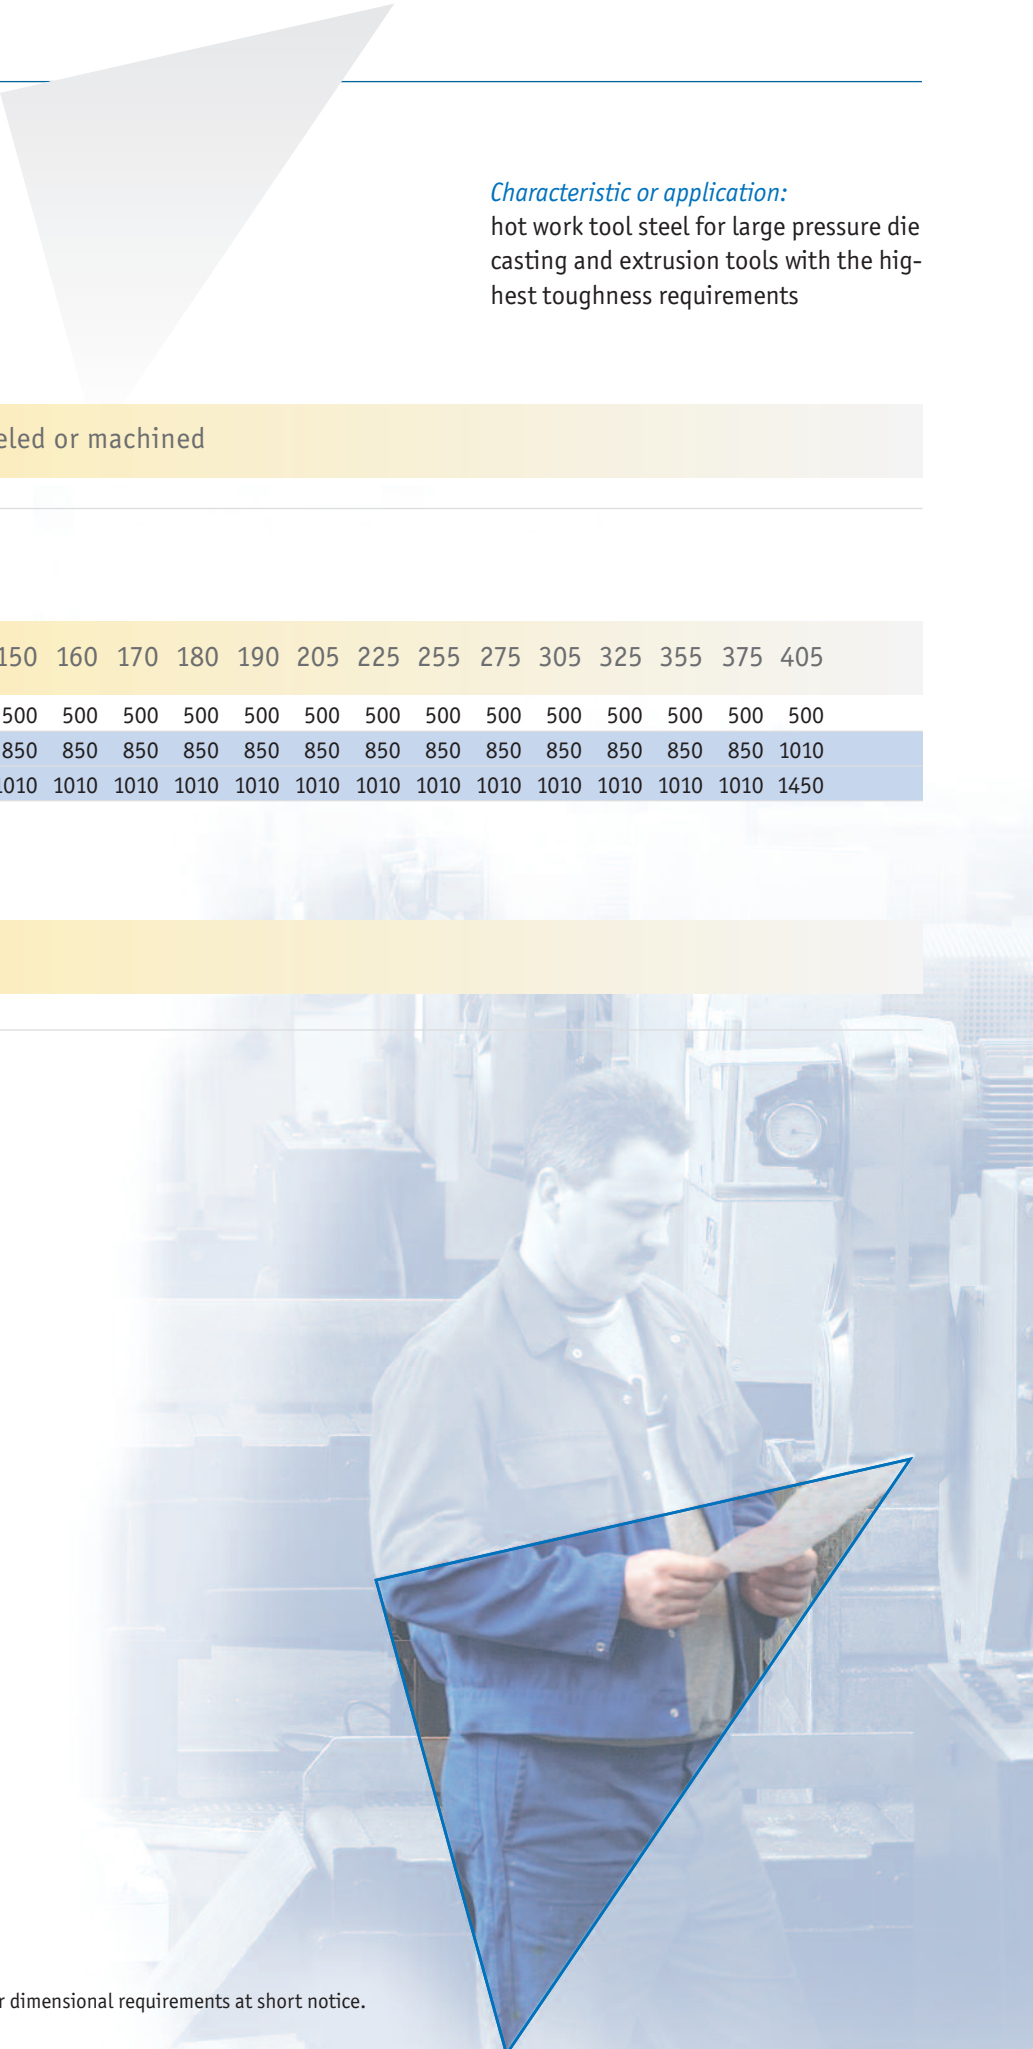 Characteristic or application:
hot work tool steel for large pressure die
casting and extrusion tools with the hig-
hest toughness requirements
eled or machined
150 160 170 180 190 205 225 255 275 305 325 355 375 405
500 500 500 500 500 500 500 500 500 500 500 500 500 500
850 850 850 850 850 850 850 850 850 850 850 850 850 1010
1010 1010 1010 1010 1010 1010 1010 1010 1010 1010 1010 1010 1010 1450
r dimensional requirements at short notice.